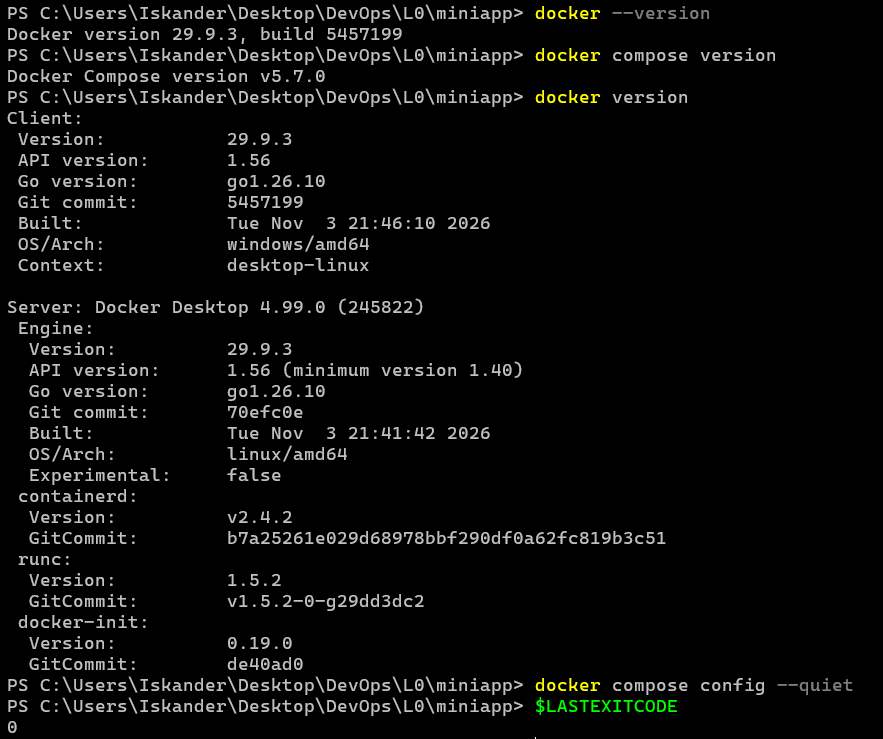 PS C:\Users\Iskander\Desktop\DevOps\L0\miniapp> docker --version
Docker version 29.9.3, build 5457199
PS C:\Users\Iskander\Desktop\DevOps\L0\miniapp> docker compose version
Docker Compose version v5.7.0
PS C:\Users\Iskander\Desktop\DevOps\L0\miniapp> docker version
Client:
 Version:           29.9.3
 API version:       1.56
 Go version:        go1.26.10
 Git commit:        5457199
 Built:             Tue Nov  3 21:46:10 2026
 OS/Arch:           windows/amd64
 Context:           desktop-linux

Server: Docker Desktop 4.99.0 (245822)
 Engine:
  Version:          29.9.3
  API version:      1.56 (minimum version 1.40)
  Go version:       go1.26.10
  Git commit:       70efc0e
  Built:            Tue Nov  3 21:41:42 2026
  OS/Arch:          linux/amd64
  Experimental:     false
 containerd:
  Version:          v2.4.2
  GitCommit:        b7a25261e029d68978bbf290df0a62fc819b3c51
 runc:
  Version:          1.5.2
  GitCommit:        v1.5.2-0-g29dd3dc2
 docker-init:
  Version:          0.19.0
  GitCommit:        de40ad0
PS C:\Users\Iskander\Desktop\DevOps\L0\miniapp> docker compose config --quiet
PS C:\Users\Iskander\Desktop\DevOps\L0\miniapp> $LASTEXITCODE
0